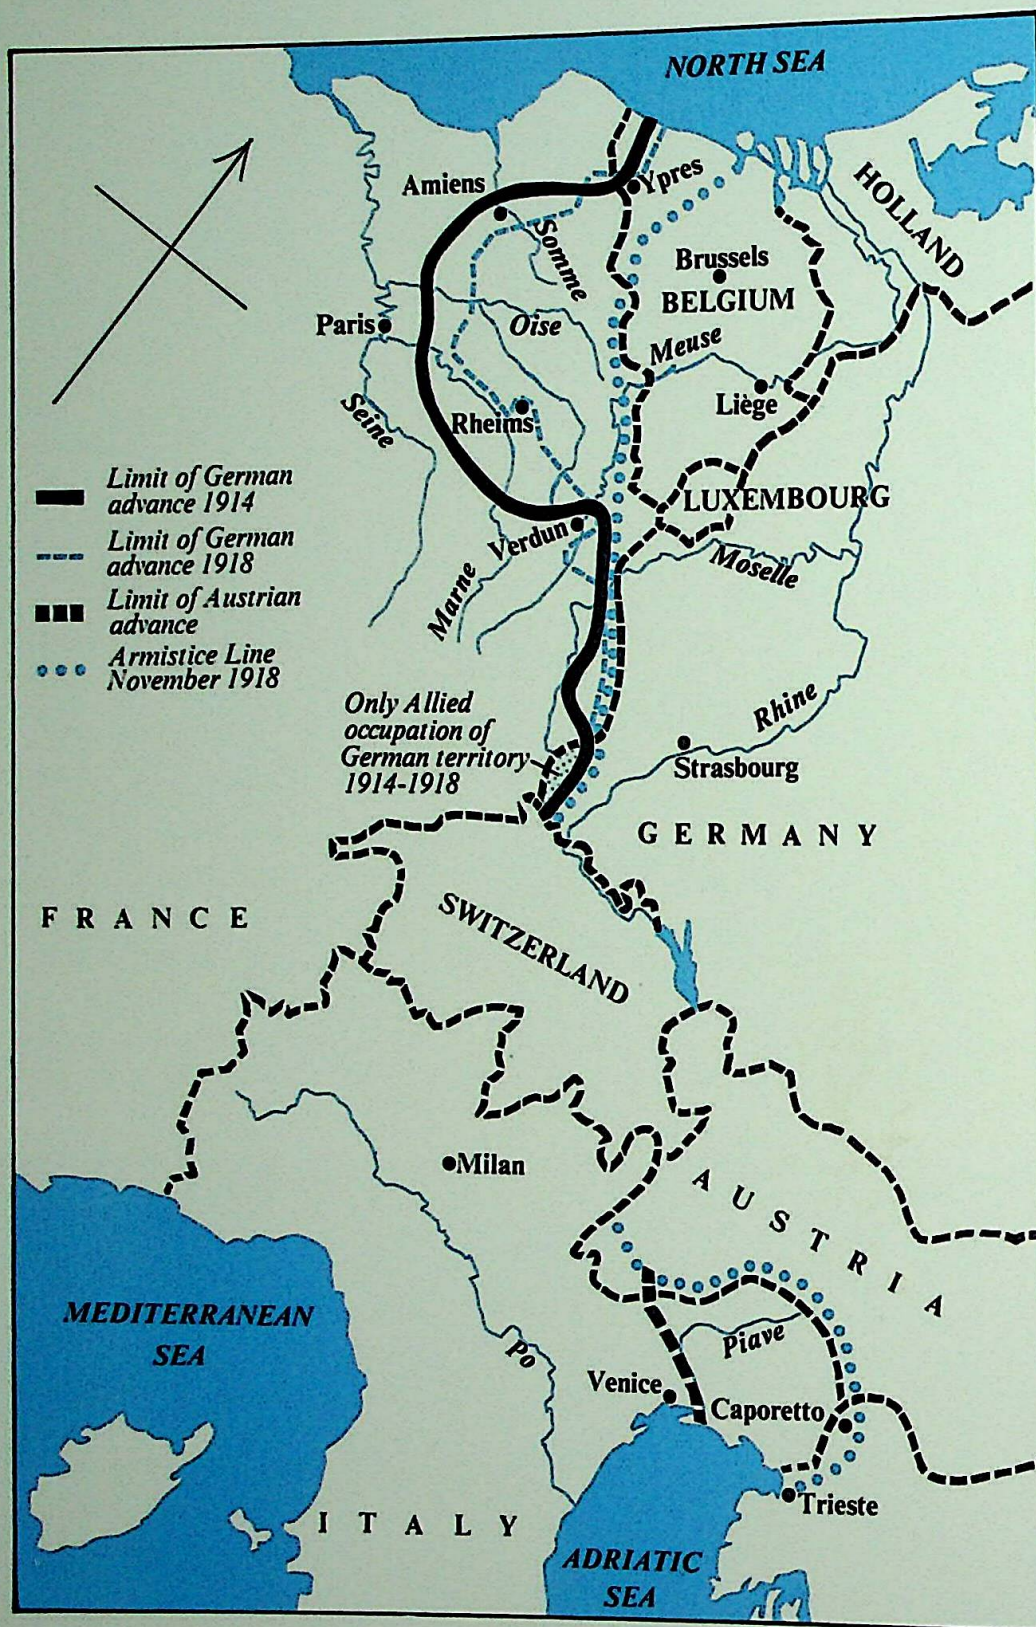 NORTH SEA
HOLLAND
Amiens
Ypres
Somme
Brussels
BELGIUM
Paris
Oise
Meuse
Liège
Seine
Rheims
Limit of German
advance 1914
Limit of German
advance 1918
Limit of Austrian
advance
Armistice Line
November 1918
LUXEMBOURG
Verdun
Moselle
Marne
Only Allied
occupation of
German territory
1914-1918
Rhine
Strasbourg
GERMANY
FRANCE
SWITZERLAND
Milan
AUSTRIA
MEDITERRANEAN
SEA
Po
Piave
Venice
Caporetto
Trieste
ITALY
ADRIATIC
SEA